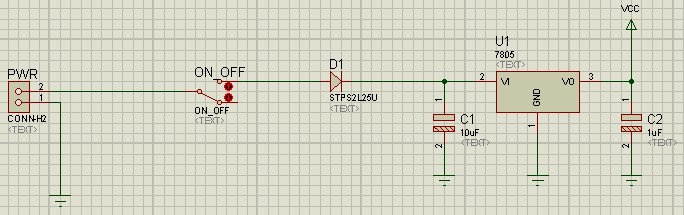 VCC
U1
7805
<TEXT>
D1
STPS2L25U
<TEXT>
ON_OFF
ON_OFF
<TEXT>
PWR
2
1
CONN-H2
<TEXT>
2
VI
VO
3
GND
1
1
2
C1
10uF
<TEXT>
1
2
C2
1uF
<TEXT>